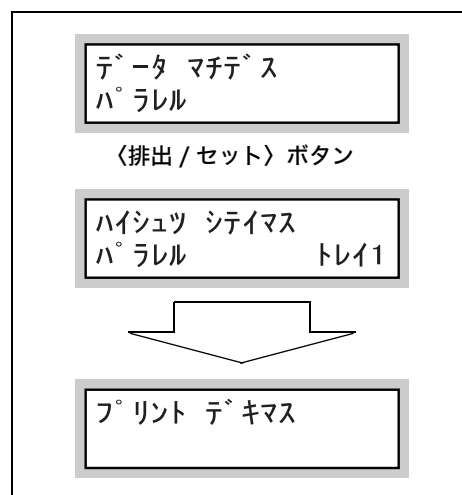 データ マチデス
パラレル
〈排出 / セット〉ボタン
ハイシュツ シテイマス
パラレル トレイ1
プリント デキマス